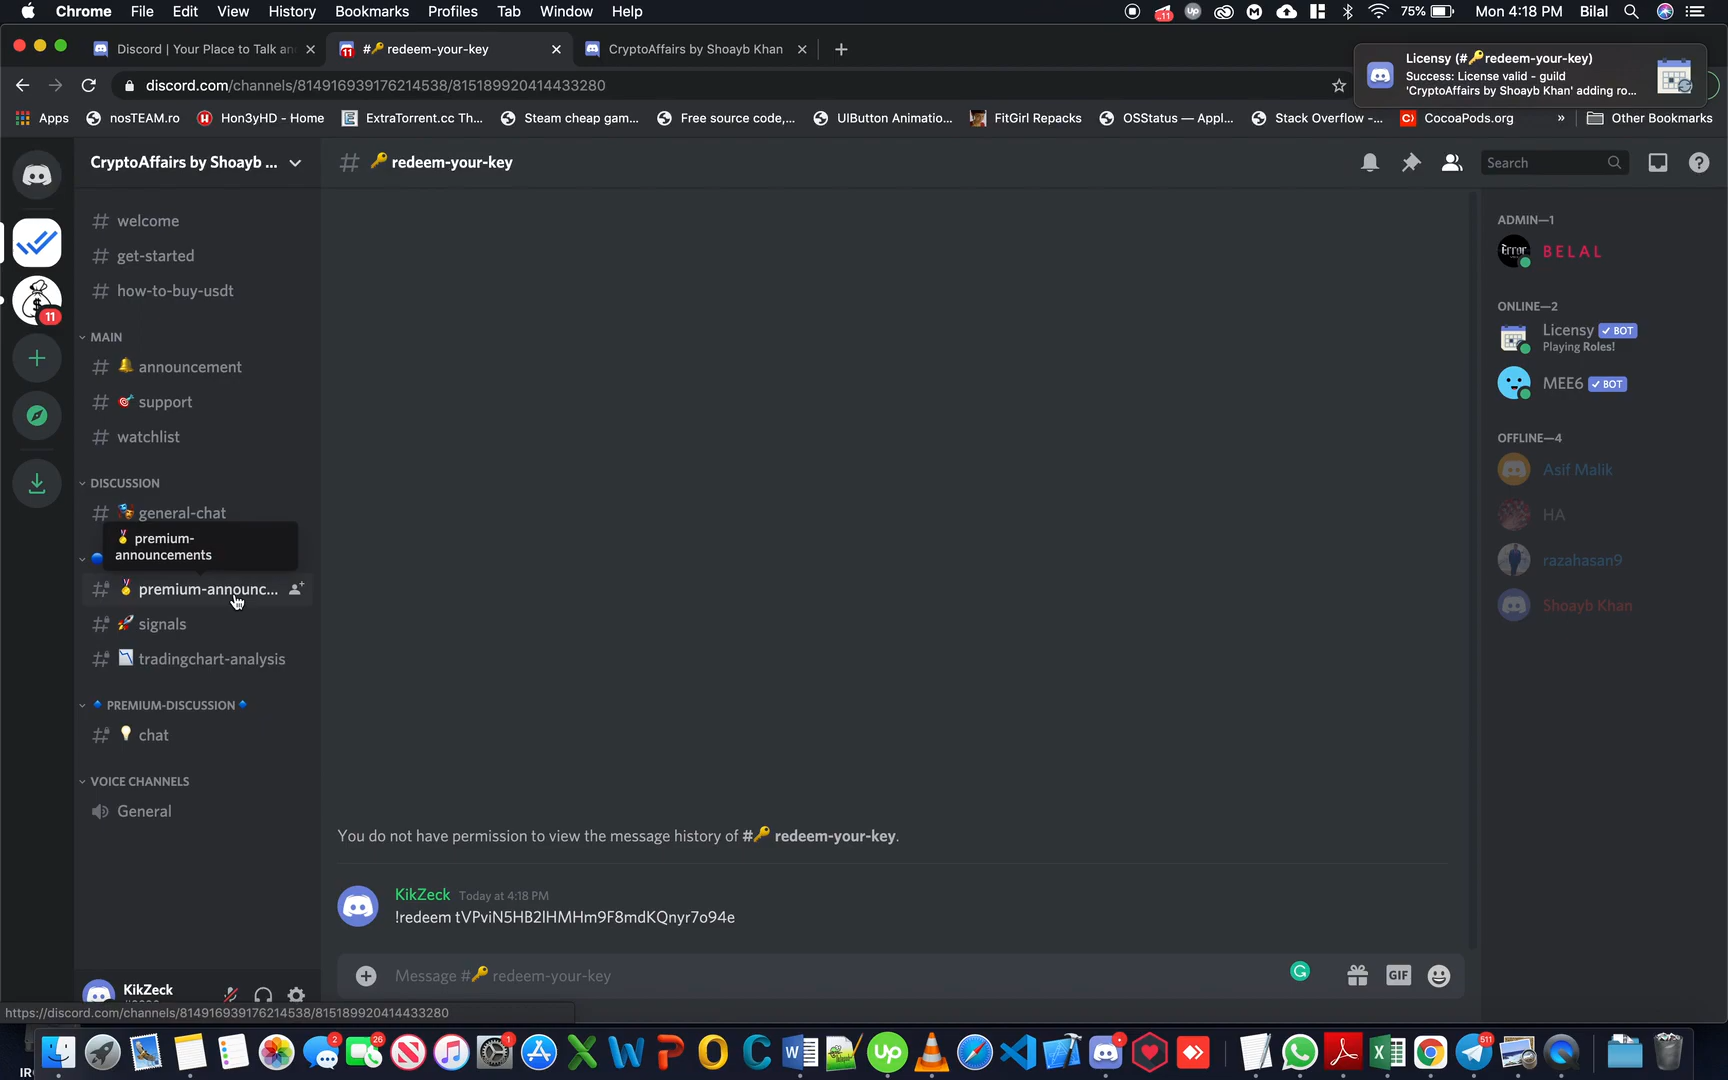 Chrome File Edit View History Bookmarks Profiles Tab Window Help
11 75% Mon 4:18 PM Bilal
Discord | Your Place to Talk an
11 #🔑 redeem-your-key
CryptoAffairs by Shoayb Khan
discord.com/channels/814916939176214538/815189920414433280
Licensy (#🔑redeem-your-key)
Success: License valid - guild
'CryptoAffairs by Shoayb Khan' adding ro...
Apps nosTEAM.ro Hon3yHD - Home ExtraTorrent.cc Th... Steam cheap gam... Free source code,... UIButton Animatio... FitGirl Repacks OSStatus — Appl... Stack Overflow -... CocoaPods.org » Other Bookmarks
CryptoAffairs by Shoayb ...
# 🔑 redeem-your-key
Search
# welcome
# get-started
# how-to-buy-usdt
11
MAIN
# 🔔 announcement
# 🎯 support
# watchlist
DISCUSSION
# 🎭 general-chat
🏅 premium-
announcements
# 🏅 premium-announc...
# 🚀 signals
# 📉 tradingchart-analysis
🔹 PREMIUM-DISCUSSION🔹
# 💡 chat
VOICE CHANNELS
General
KikZeck
https://discord.com/channels/814916939176214538/815189920414433280
You do not have permission to view the message history of #🔑 redeem-your-key.
KikZeck Today at 4:18 PM
!redeem tVPviN5HB2lHMHm9F8mdKQnyr7o94e
Message #🔑 redeem-your-key
GIF
ADMIN—1
Error
BELAL
ONLINE—2
Licensy ✓ BOT
Playing Roles!
MEE6 ✓ BOT
OFFLINE—4
Asif Malik
HA
razahasan9
Shoayb Khan
2 26 1 511